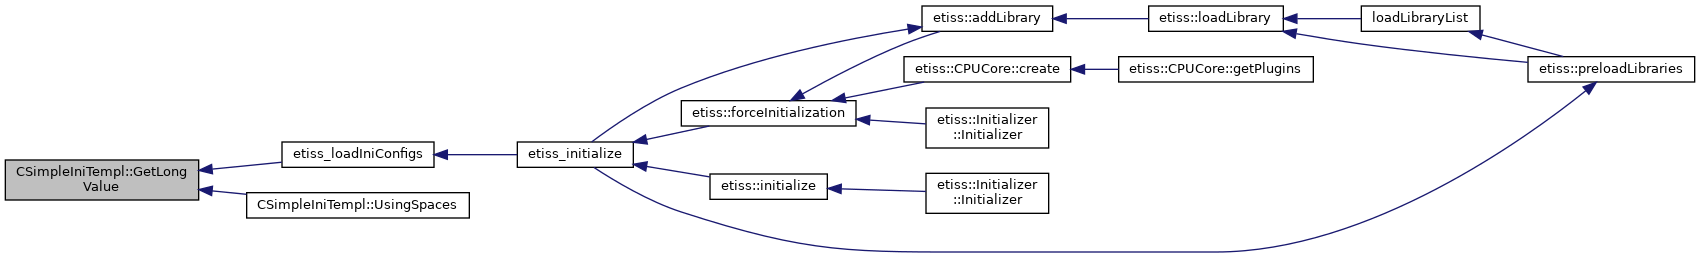 CSimpleIniTempl::GetLong
Value
etiss_loadIniConfigs
CSimpleIniTempl::UsingSpaces
etiss_initialize
etiss::addLibrary
etiss::forceInitialization
etiss::initialize
etiss::loadLibrary
etiss::CPUCore::create
etiss::Initializer
::Initializer
etiss::Initializer
::Initializer
loadLibraryList
etiss::CPUCore::getPlugins
etiss::preloadLibraries